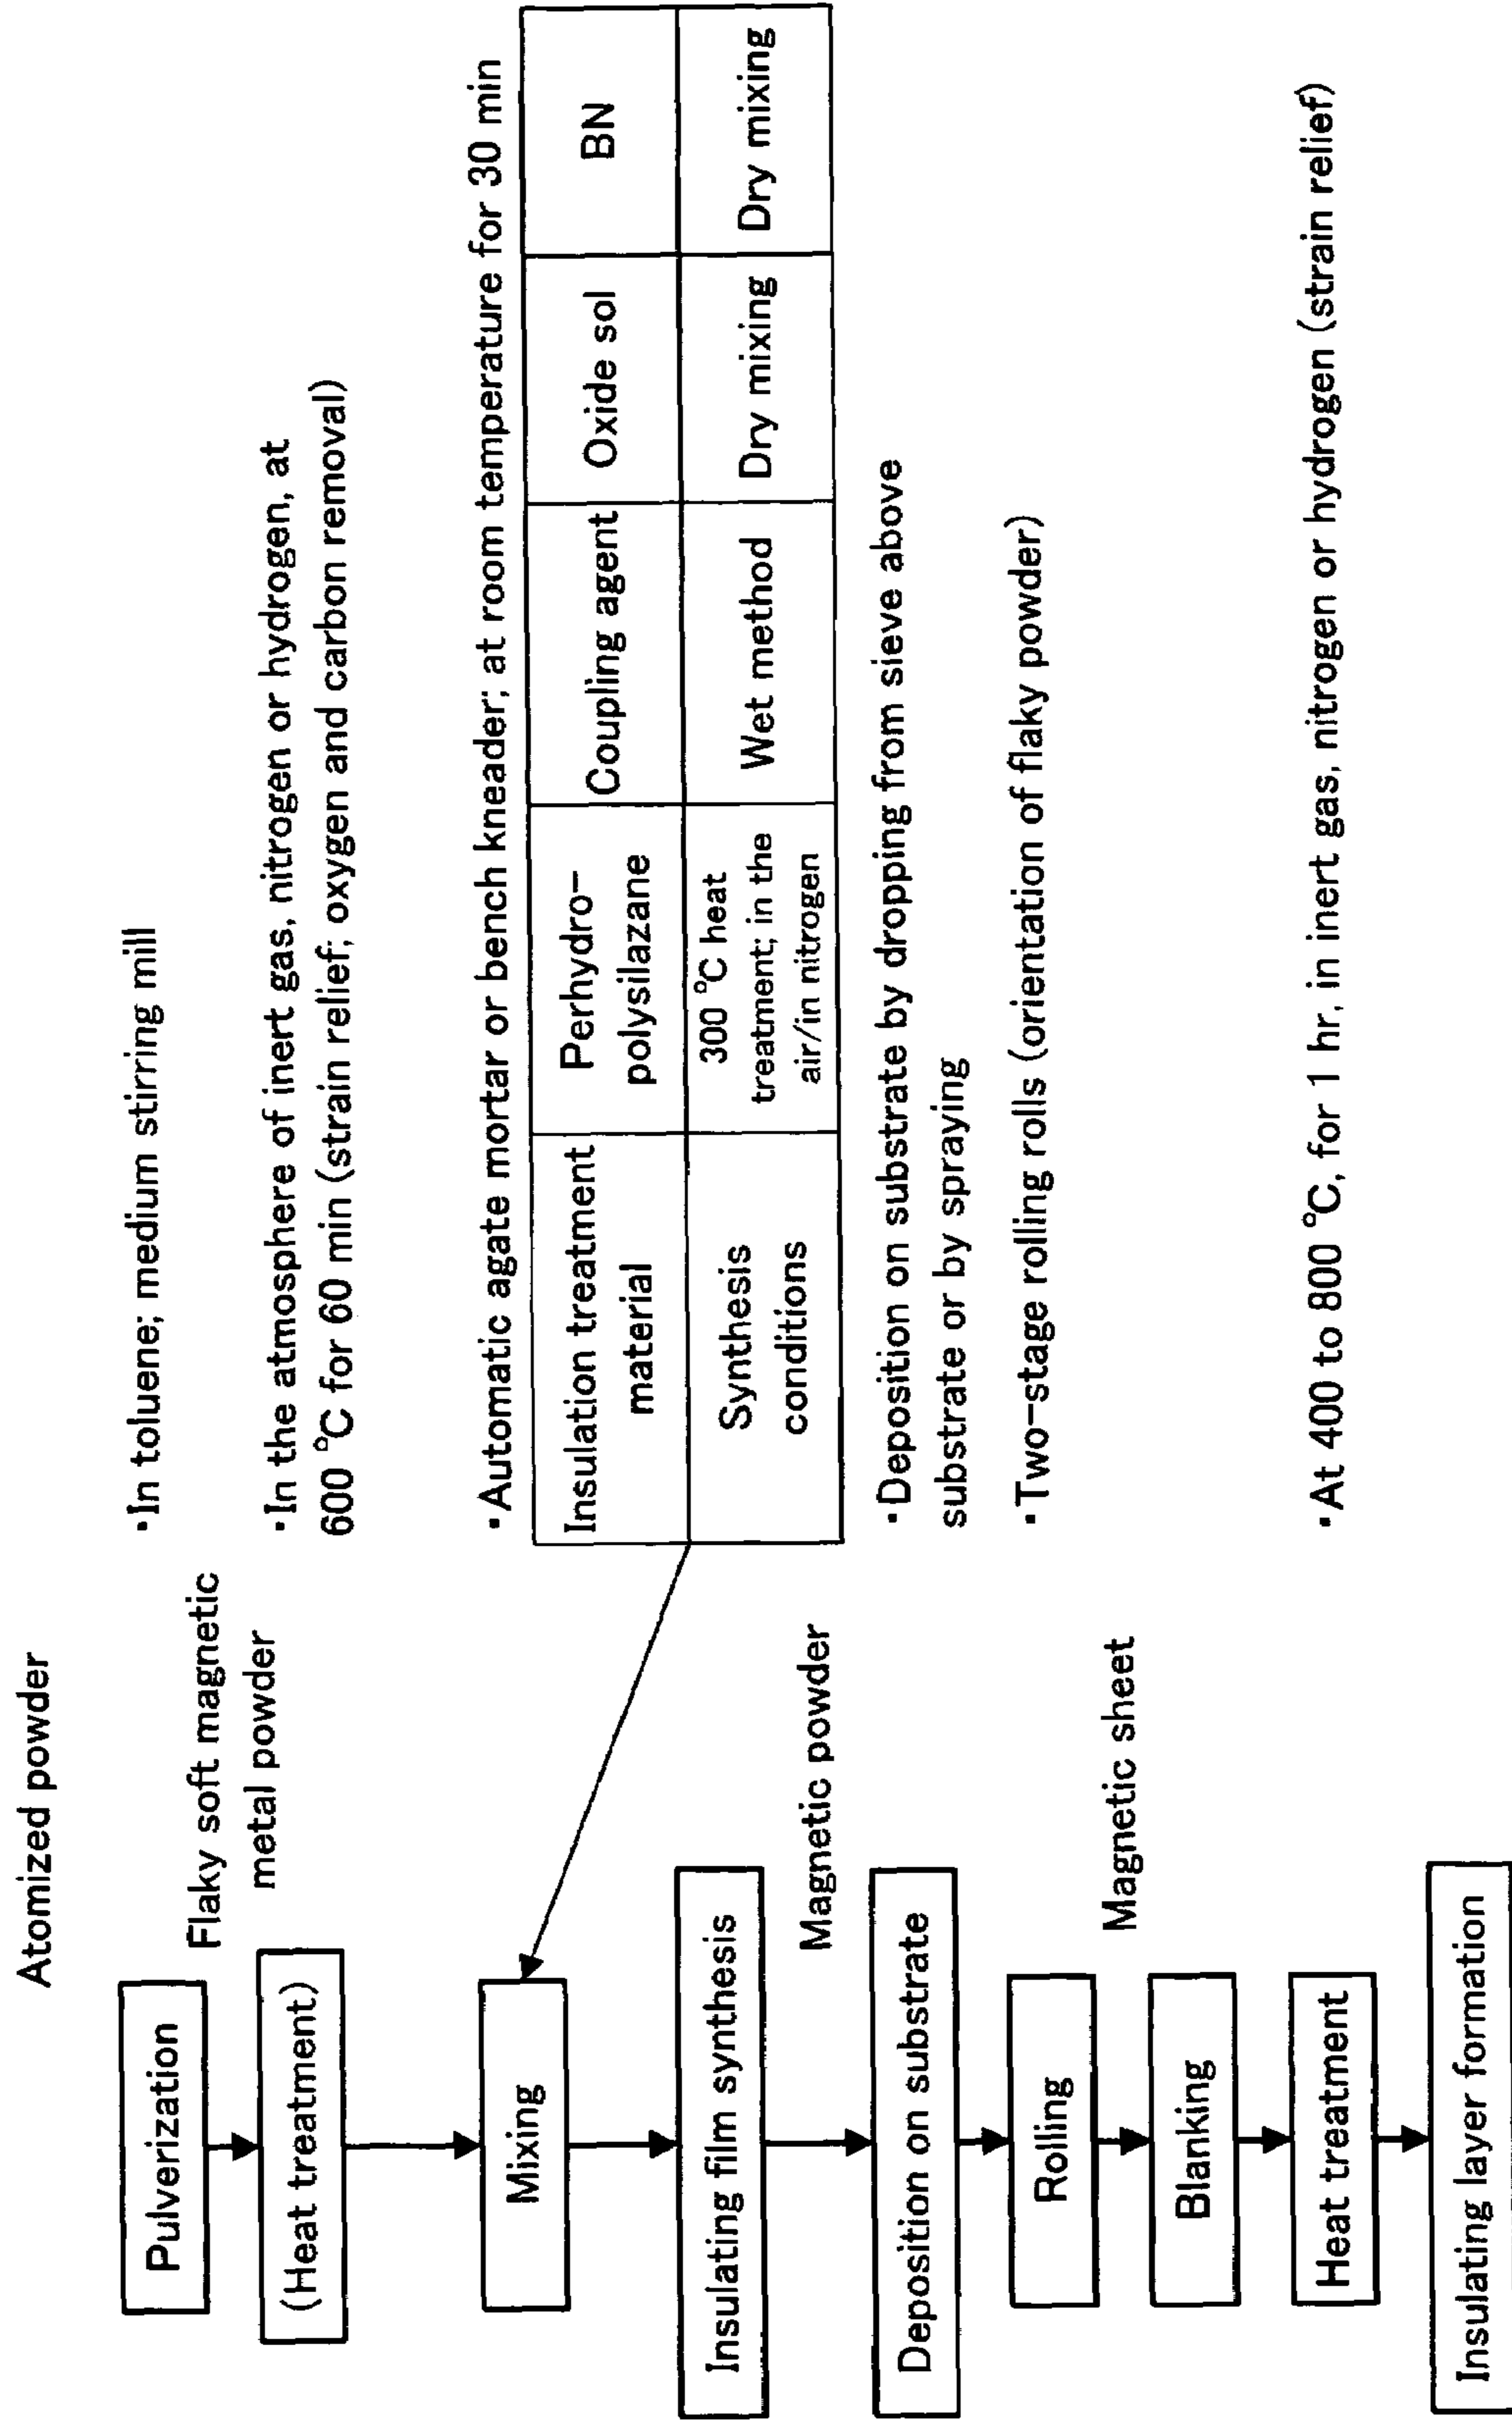 Atomized powder
Pulverization
・In toluene; medium stirring mill
Flaky soft magnetic
metal powder
(Heat treatment)
・In the atmosphere of inert gas, nitrogen or hydrogen, at
600 °C for 60 min (strain relief; oxygen and carbon removal)
Mixing
・Automatic agate mortar or bench kneader; at room temperature for 30 min
Insulation treatment
material
Perhydro-
polysilazane
Coupling agent
Oxide sol
BN
Synthesis
conditions
300 °C heat
treatment; in the
air/in nitrogen
Wet method
Dry mixing
Dry mixing
Insulating film synthesis
Magnetic powder
Deposition on substrate
・Deposition on substrate by dropping from sieve above
substrate or by spraying
Rolling
・Two-stage rolling rolls (orientation of flaky powder)
Magnetic sheet
Blanking
Heat treatment
・At 400 to 800 °C, for 1 hr, in inert gas, nitrogen or hydrogen (strain relief)
Insulating layer formation